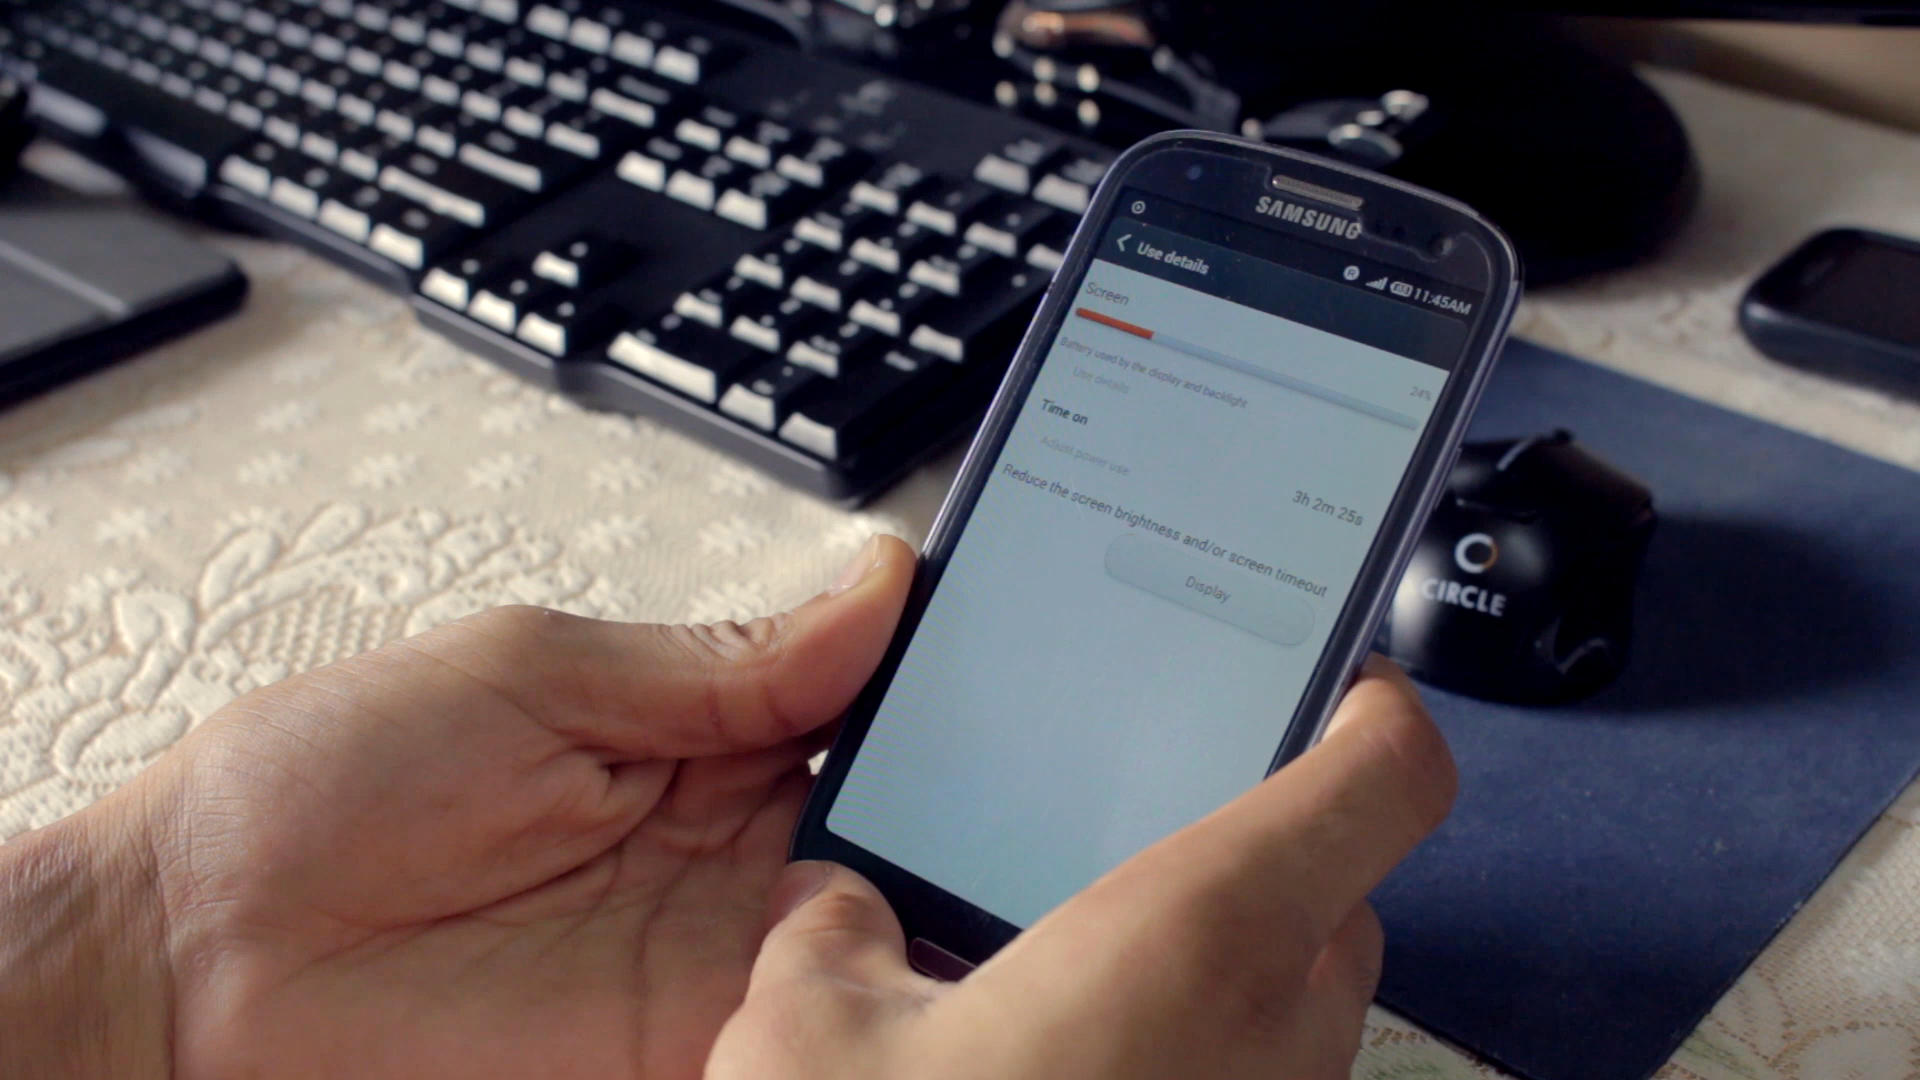 SAMSUNG
11:45AM
Use details
Screen
24%
Battery used by the display and backlight
Use details
Time on
3h 2m 25s
Adjust power use
Reduce the screen brightness and/or screen timeout
Display
CIRCLE